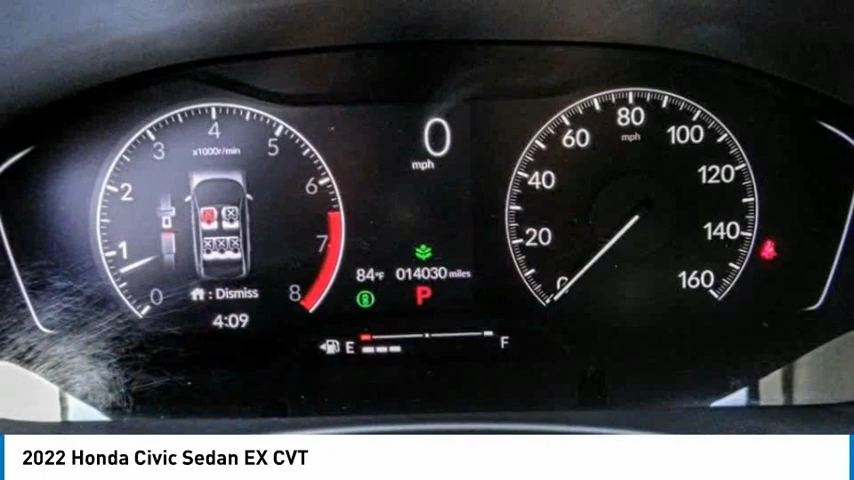 0 1 2 3 4 5 6 7 8
x1000r/min
⌂ : Dismiss
4:09
0
mph
84°F 014030 miles
P
E F
0 20 40 60 80 100 120 140 160
mph
2022 Honda Civic Sedan EX CVT